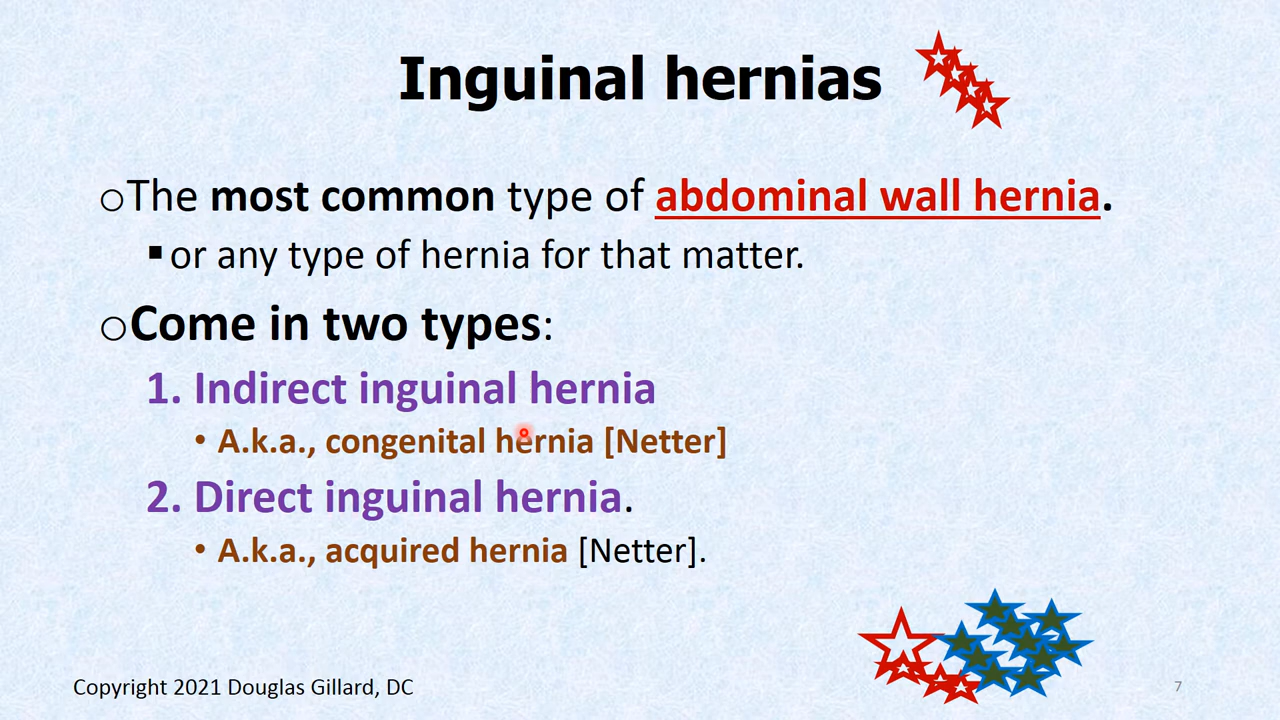 Inguinal hernias
○The most common type of abdominal wall hernia.
▪ or any type of hernia for that matter.
○Come in two types:
1. Indirect inguinal hernia
• A.k.a., congenital hernia [Netter]
2. Direct inguinal hernia.
• A.k.a., acquired hernia [Netter].
Copyright 2021 Douglas Gillard, DC
7